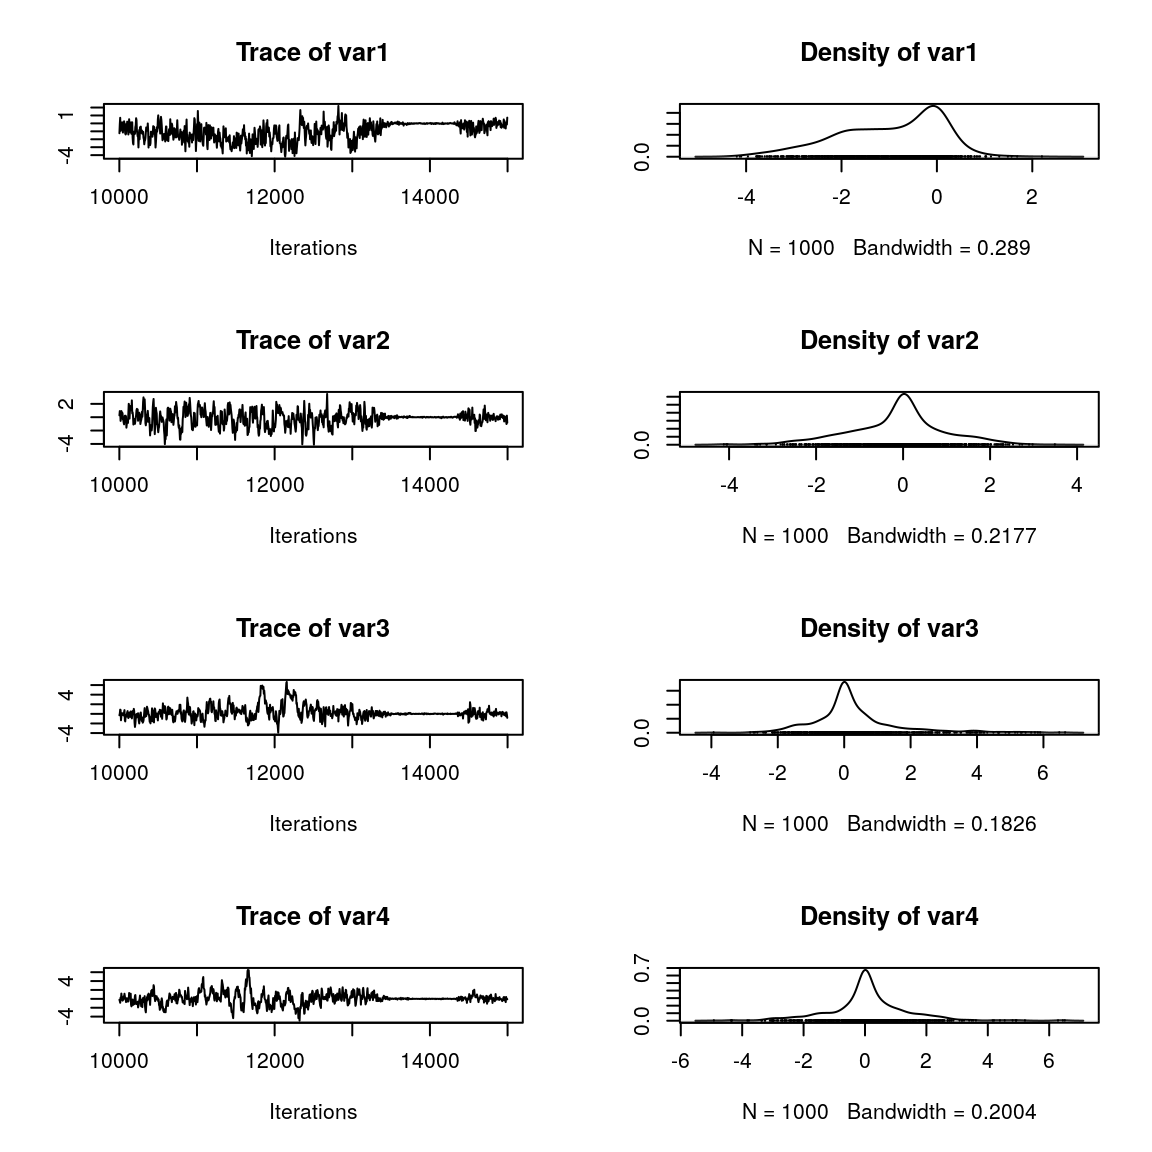 Trace of var1
1
-4
10000 12000 14000
Iterations
Density of var1
0.0
-4 -2 0 2
N = 1000 Bandwidth = 0.289
Trace of var2
2
-4
10000 12000 14000
Iterations
Density of var2
0.0
-4 -2 0 2 4
N = 1000 Bandwidth = 0.2177
Trace of var3
4
-4
10000 12000 14000
Iterations
Density of var3
0.0
-4 -2 0 2 4 6
N = 1000 Bandwidth = 0.1826
Trace of var4
4
-4
10000 12000 14000
Iterations
Density of var4
0.7
0.0
-6 -4 -2 0 2 4 6
N = 1000 Bandwidth = 0.2004